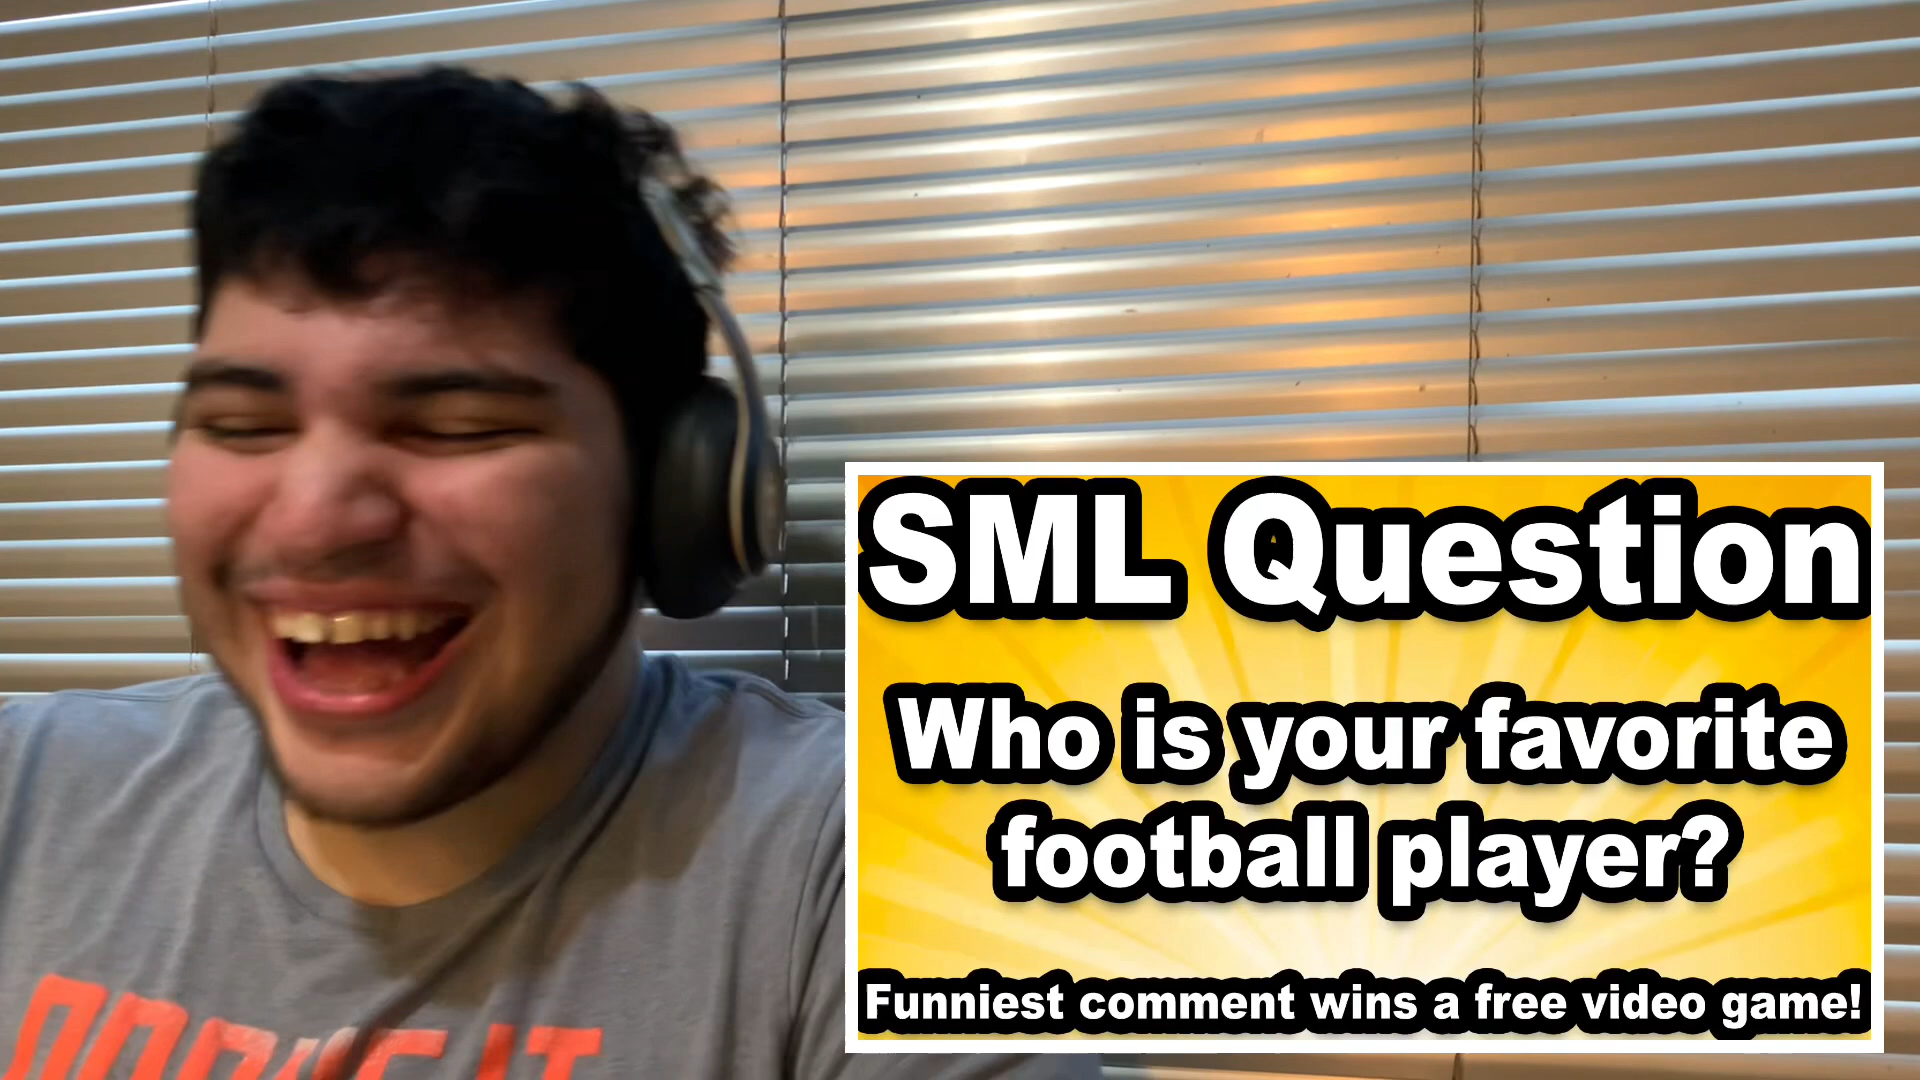 SML Question
Who is your favorite
football player?
Funniest comment wins a free video game!